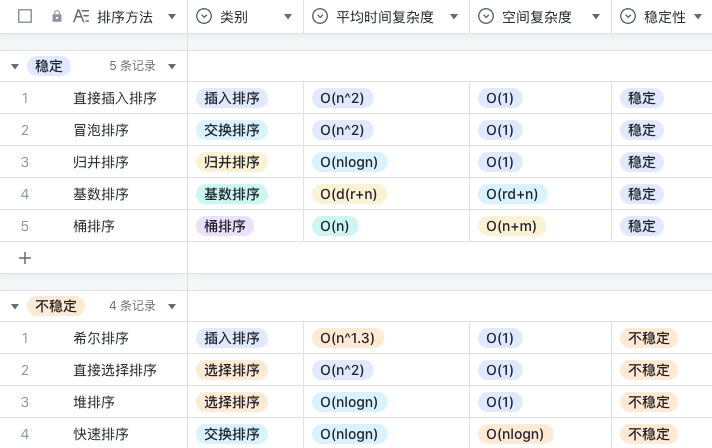 排序方法 类别 平均时间复杂度 空间复杂度 稳定性
稳定 5 条记录
1 直接插入排序 插入排序 O(n^2) O(1) 稳定
2 冒泡排序 交换排序 O(n^2) O(1) 稳定
3 归并排序 归并排序 O(nlogn) O(1) 稳定
4 基数排序 基数排序 O(d(r+n) O(rd+n) 稳定
5 桶排序 桶排序 O(n) O(n+m) 稳定
不稳定 4 条记录
1 希尔排序 插入排序 O(n^1.3) O(1) 不稳定
2 直接选择排序 选择排序 O(n^2) O(1) 不稳定
3 堆排序 选择排序 O(nlogn) O(1) 不稳定
4 快速排序 交换排序 O(nlogn) O(nlogn) 不稳定